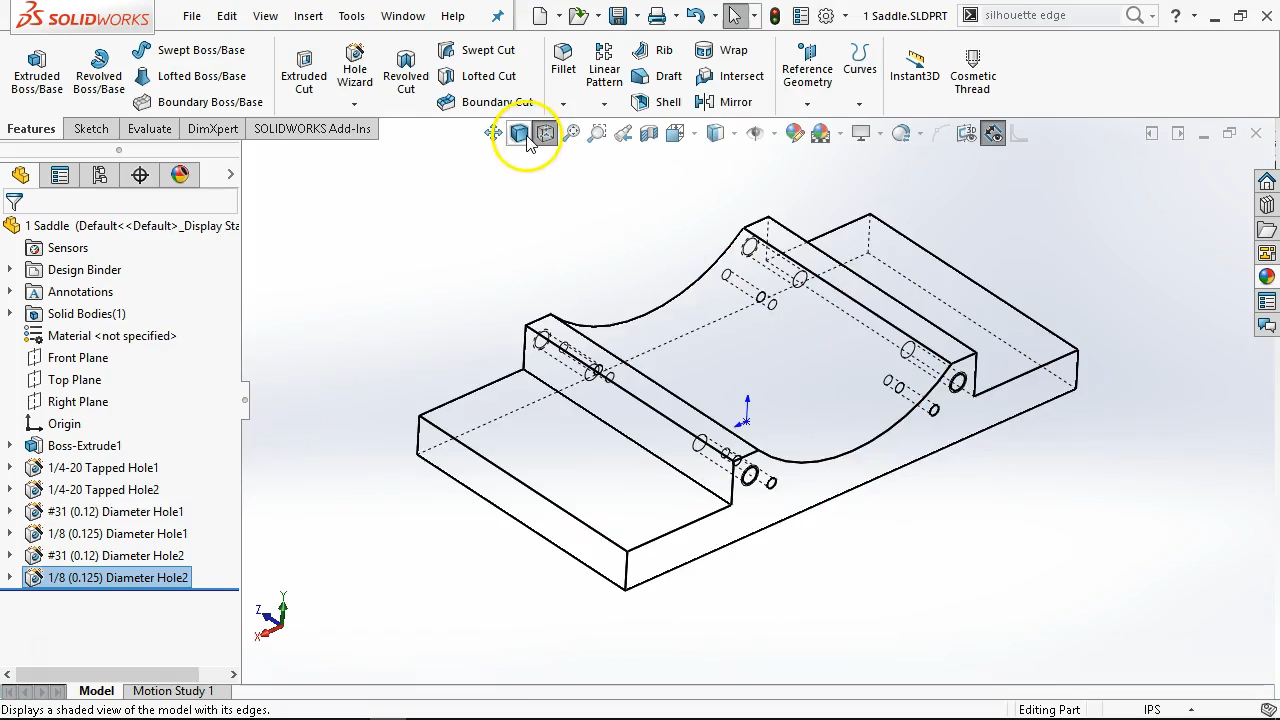 SOLIDWORKS File Edit View Insert Tools Window Help 1 Saddle.SLDPRT silhouette edge
Extruded Boss/Base
Revolved Boss/Base
Swept Boss/Base
Lofted Boss/Base
Boundary Boss/Base
Extruded Cut
Hole Wizard
Revolved Cut
Swept Cut
Lofted Cut
Boundary Cut
Fillet
Linear Pattern
Rib
Draft
Shell
Wrap
Intersect
Mirror
Reference Geometry
Curves
Instant3D
Cosmetic Thread
Features Sketch Evaluate DimXpert SOLIDWORKS Add-Ins
1 Saddle (Default<<Default>_Display Sta
Sensors
Design Binder
Annotations
Solid Bodies(1)
Material <not specified>
Front Plane
Top Plane
Right Plane
Origin
Boss-Extrude1
1/4-20 Tapped Hole1
1/4-20 Tapped Hole2
#31 (0.12) Diameter Hole1
1/8 (0.125) Diameter Hole1
#31 (0.12) Diameter Hole2
1/8 (0.125) Diameter Hole2
Y
Z
X
Model Motion Study 1
Displays a shaded view of the model with its edges. Editing Part IPS